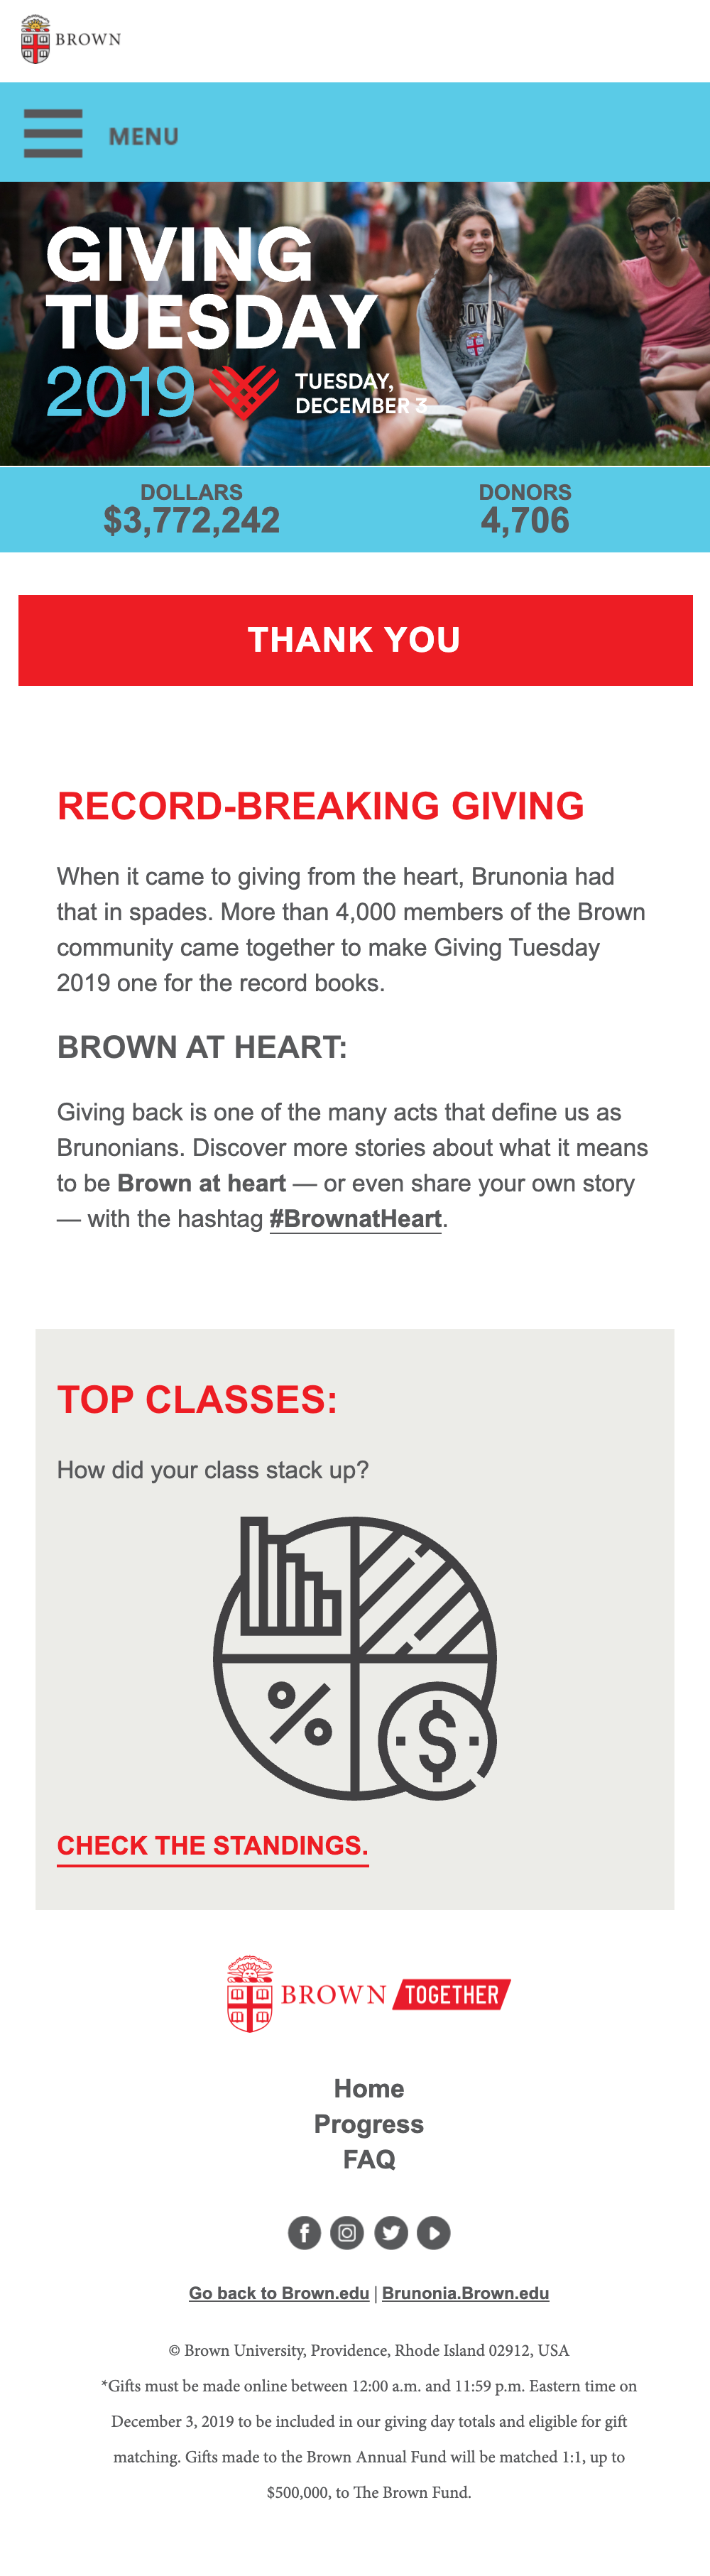 BROWN
MENU
GIVING
TUESDAY
2019
TUESDAY,
DECEMBER 3
BROWN
DOLLARS
$3,772,242
DONORS
4,706
THANK YOU
RECORD-BREAKING GIVING
When it came to giving from the heart, Brunonia had
that in spades. More than 4,000 members of the Brown
community came together to make Giving Tuesday
2019 one for the record books.
BROWN AT HEART:
Giving back is one of the many acts that define us as
Brunonians. Discover more stories about what it means
to be Brown at heart — or even share your own story
— with the hashtag #BrownatHeart.
TOP CLASSES:
How did your class stack up?
%
$
CHECK THE STANDINGS.
BROWN TOGETHER
Home
Progress
FAQ
Go back to Brown.edu | Brunonia.Brown.edu
© Brown University, Providence, Rhode Island 02912, USA
*Gifts must be made online between 12:00 a.m. and 11:59 p.m. Eastern time on
December 3, 2019 to be included in our giving day totals and eligible for gift
matching. Gifts made to the Brown Annual Fund will be matched 1:1, up to
$500,000, to The Brown Fund.